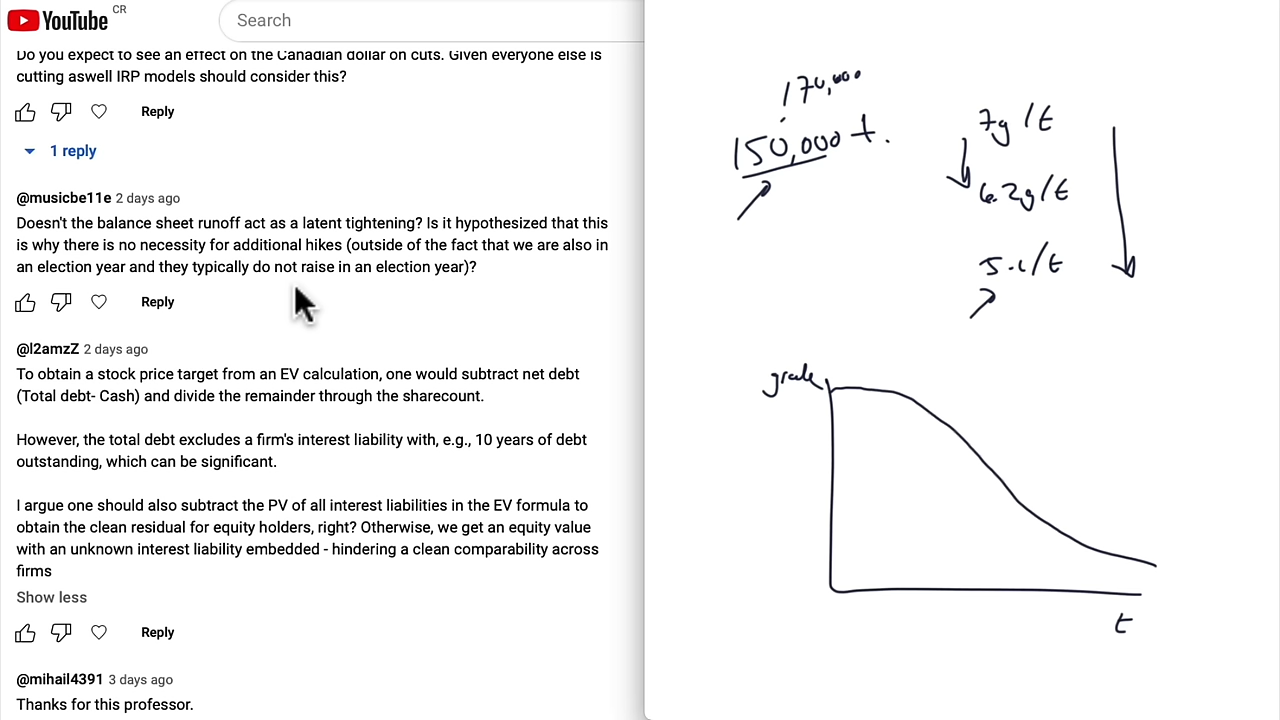 YouTube CR
Search
Do you expect to see an effect on the Canadian dollar on cuts. Given everyone else is
cutting aswell IRP models should consider this?
Reply
1 reply
@musicbe11e 2 days ago
Doesn't the balance sheet runoff act as a latent tightening? Is it hypothesized that this
is why there is no necessity for additional hikes (outside of the fact that we are also in
an election year and they typically do not raise in an election year)?
Reply
@l2amzZ 2 days ago
To obtain a stock price target from an EV calculation, one would subtract net debt
(Total debt- Cash) and divide the remainder through the sharecount.
However, the total debt excludes a firm's interest liability with, e.g., 10 years of debt
outstanding, which can be significant.
I argue one should also subtract the PV of all interest liabilities in the EV formula to
obtain the clean residual for equity holders, right? Otherwise, we get an equity value
with an unknown interest liability embedded - hindering a clean comparability across
firms
Show less
Reply
@mihail4391 3 days ago
Thanks for this professor.
170,000
150,000 t.
7g/t
6.2g/t
grade
t